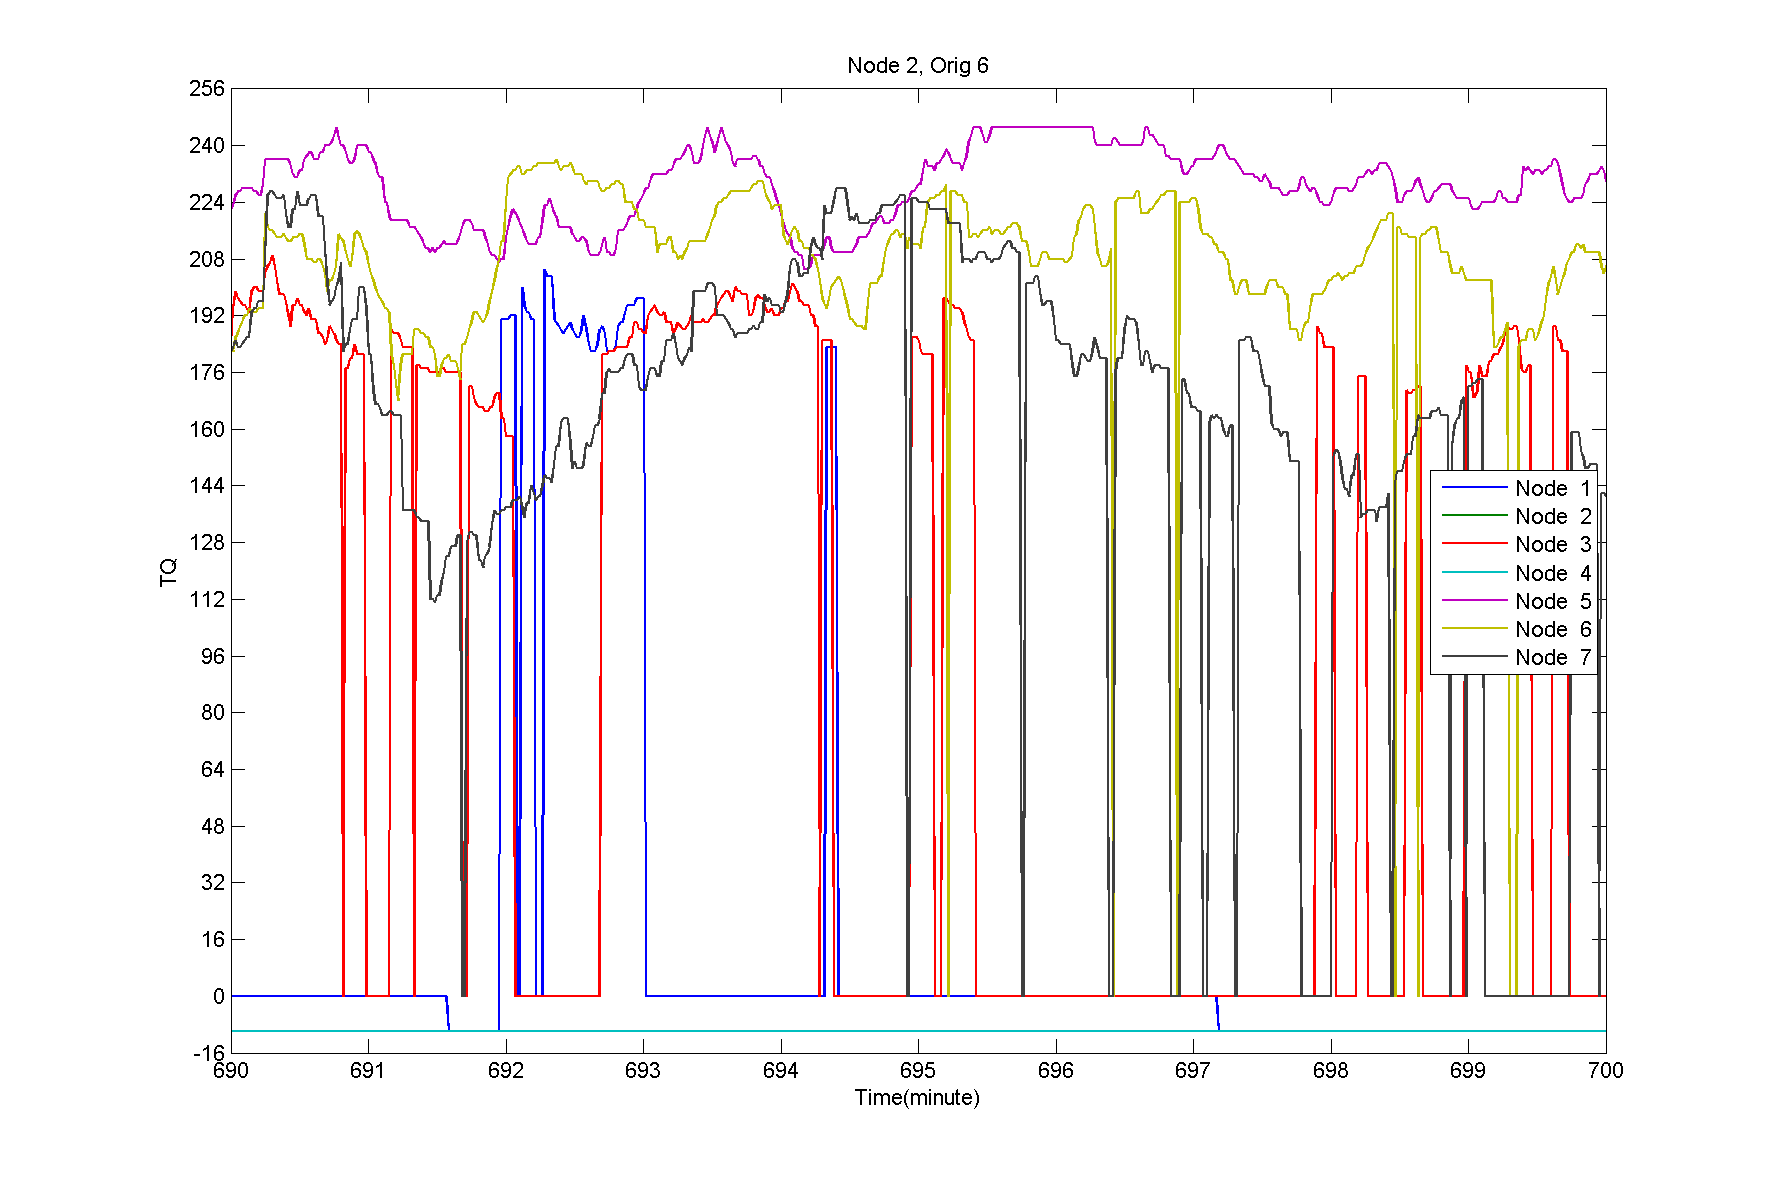 Node 2, Orig 6
256
240
224
208
192
176
160
144
128
112
96
80
64
48
32
16
0
-16
TQ
690 691 692 693 694 695 696 697 698 699 700
Time(minute)
Node 1
Node 2
Node 3
Node 4
Node 5
Node 6
Node 7